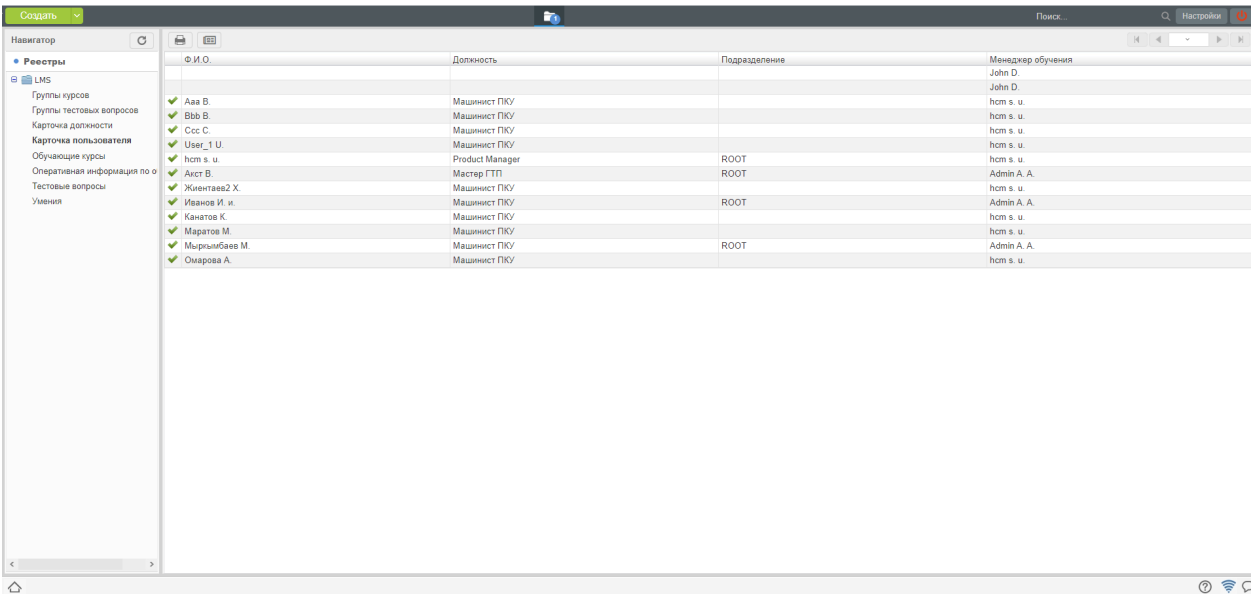 Создать
1
Поиск...
Настройки
Навигатор
Реестры
LMS
Группы курсов
Группы тестовых вопросов
Карточка должности
Карточка пользователя
Обучающие курсы
Оперативная информация по о
Тестовые вопросы
Умения
Ф.И.О. Должность Подразделение Менеджер обучения
John D.
John D.
Ааа В. Машинист ПКУ hcm s. u.
Bbb B. Машинист ПКУ hcm s. u.
Ccc C. Машинист ПКУ hcm s. u.
User_1 U. Машинист ПКУ hcm s. u.
hcm s. u. Product Manager ROOT hcm s. u.
Акст В. Мастер ГТП ROOT Admin A. A.
Жиентаев2 Х. Машинист ПКУ hcm s. u.
Иванов И. и. Машинист ПКУ ROOT Admin A. A.
Канатов К. Машинист ПКУ hcm s. u.
Маратов М. Машинист ПКУ hcm s. u.
Мыркымбаев М. Машинист ПКУ ROOT Admin A. A.
Омарова А. Машинист ПКУ hcm s. u.